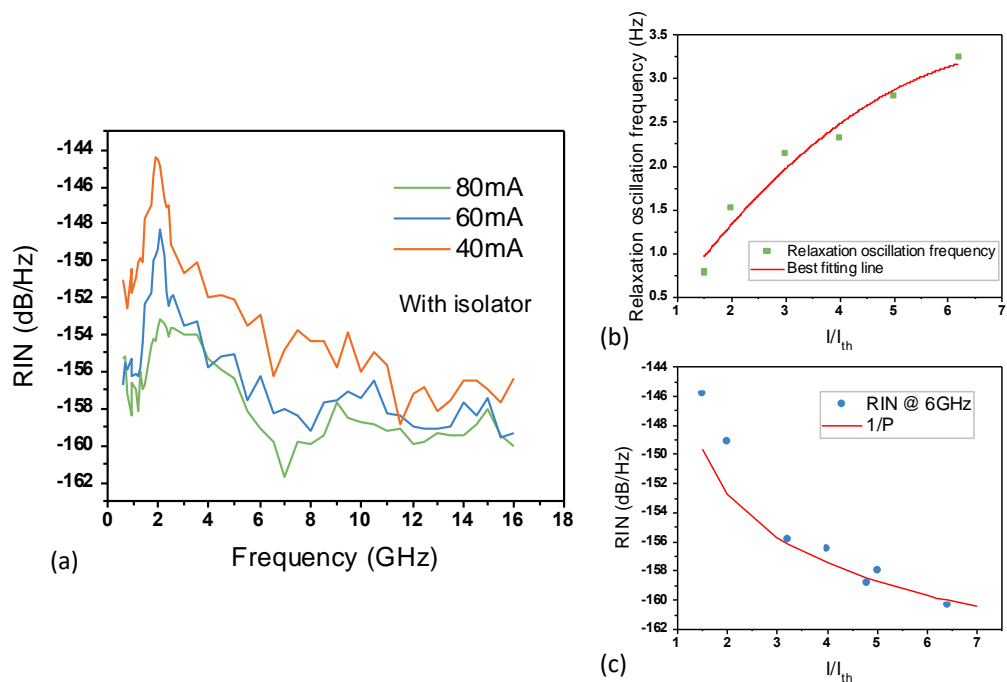 -144
-146
-148
-150
-152
-154
-156
-158
-160
-162
RIN (dB/Hz)
80mA
60mA
40mA
With isolator
0 2 4 6 8 10 12 14 16 18
Frequency (GHz)
(a)
3.5
3.0
2.5
2.0
1.5
1.0
0.5
Relaxation oscillation frequency (Hz)
Relaxation oscillation frequency
Best fitting line
1 2 3 4 5 6 7
I/Ith
(b)
-144
-146
-148
-150
-152
-154
-156
-158
-160
-162
RIN (dB/Hz)
RIN @ 6GHz
1/P
1 2 3 4 5 6 7
I/Ith
(c)